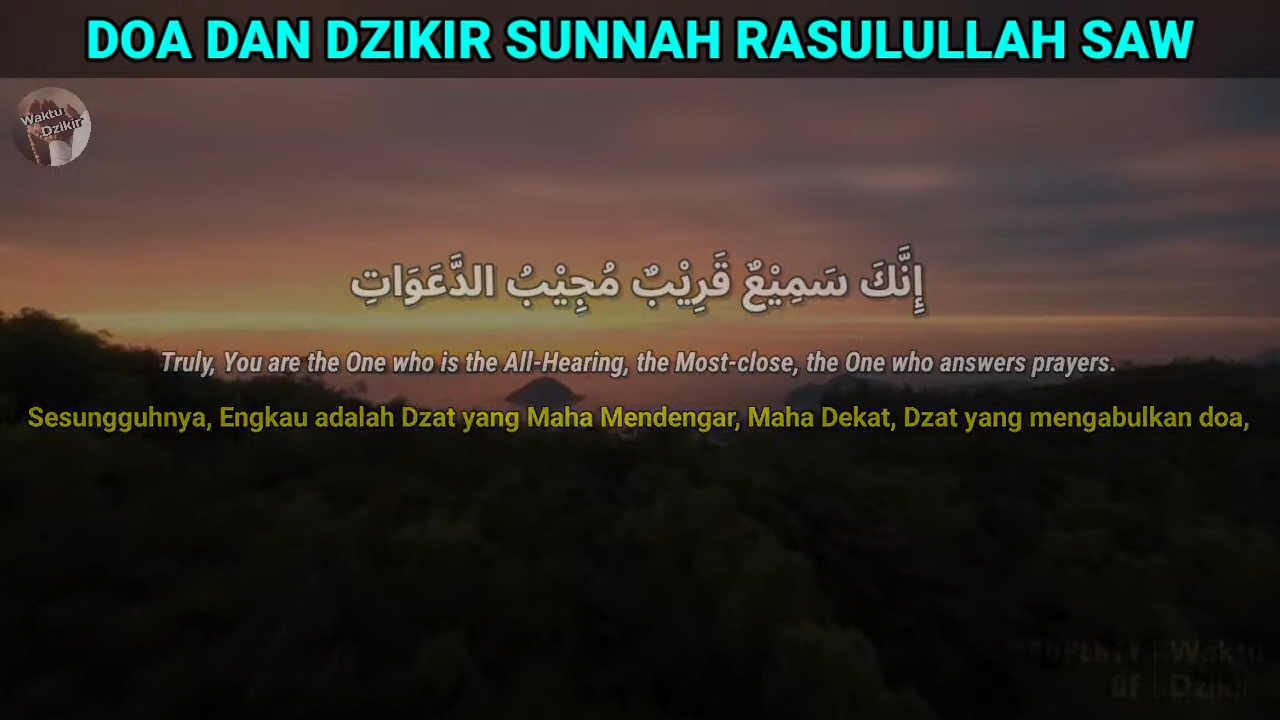 DOA DAN DZIKIR SUNNAH RASULULLAH SAW
Waktu
Dzikir
إِنَّكَ سَمِيْعٌ قَرِيْبٌ مُجِيْبُ الدَّعَوَاتِ
Truly, You are the One who is the All-Hearing, the Most-close, the One who answers prayers.
Sesungguhnya, Engkau adalah Dzat yang Maha Mendengar, Maha Dekat, Dzat yang mengabulkan doa,
Waktu
OF Dzikir